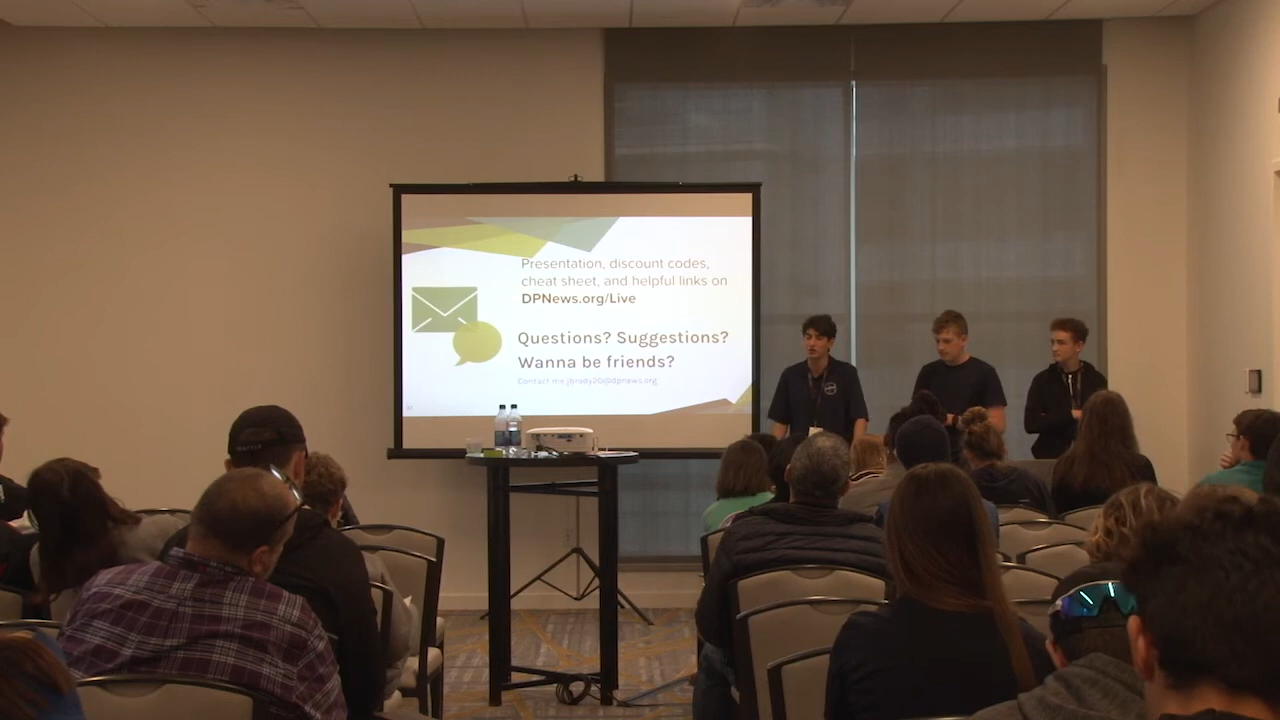 Presentation, discount codes,
cheat sheet, and helpful links on
DPNews.org/Live
Questions? Suggestions?
Wanna be friends?
Contact me jbrady20@dpnews.org